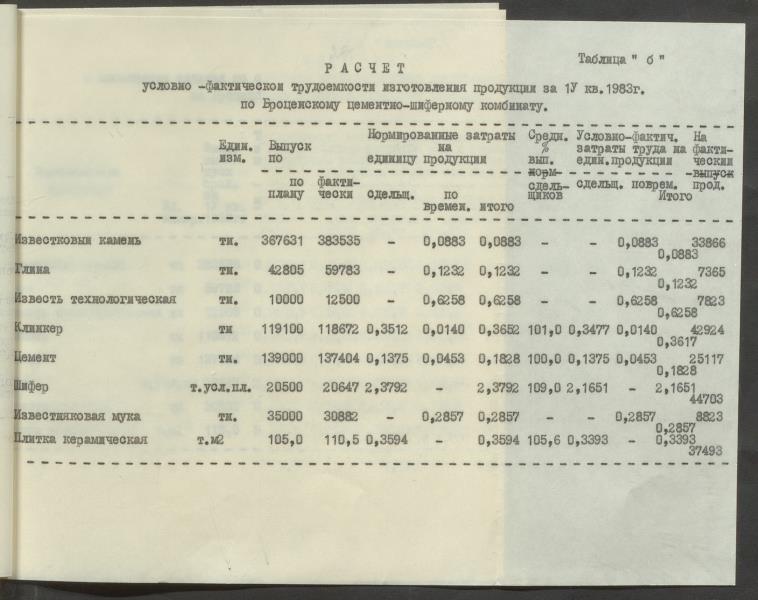 Таблица " б "
Р А С Ч Е Т
условно -фактической трудоемкости изготовления продукции за 1У кв.1983г.
по Броценскому цементно-шиферному комбинату.
Един. изм. Выпуск по Нормированные затраты на единицу продукции Средн. % вып. норм сдельщиков Условно-фактич. затраты труда на един.продукции На фактический выпуск прод.
по плану фактически сдельщ. по времен. итого сдельщ. поврем. Итого
Известковый камень тн. 367631 383535 - 0,0883 0,0883 - - 0,0883 33866
0,0883
Глина тн. 42805 59783 - 0,1232 0,1232 - - 0,1232 7365
0,1232
Известь технологическая тн. 10000 12500 - 0,6258 0,6258 - - 0,6258 7823
0,6258
Клинкер тн 119100 118672 0,3512 0,0140 0,3652 101,0 0,3477 0,0140 42924
0,3617
Цемент тн. 139000 137404 0,1375 0,0453 0,1828 100,0 0,1375 0,0453 25117
0,1828
Шифер т.усл.пл. 20500 20647 2,3792 - 2,3792 109,0 2,1651 - 2,1651
44703
Известняковая мука тн. 35000 30882 - 0,2857 0,2857 - - 0,2857 8823
0,2857
Плитка керамическая т.м2 105,0 110,5 0,3594 - 0,3594 105,6 0,3393 - 0,3393
37493